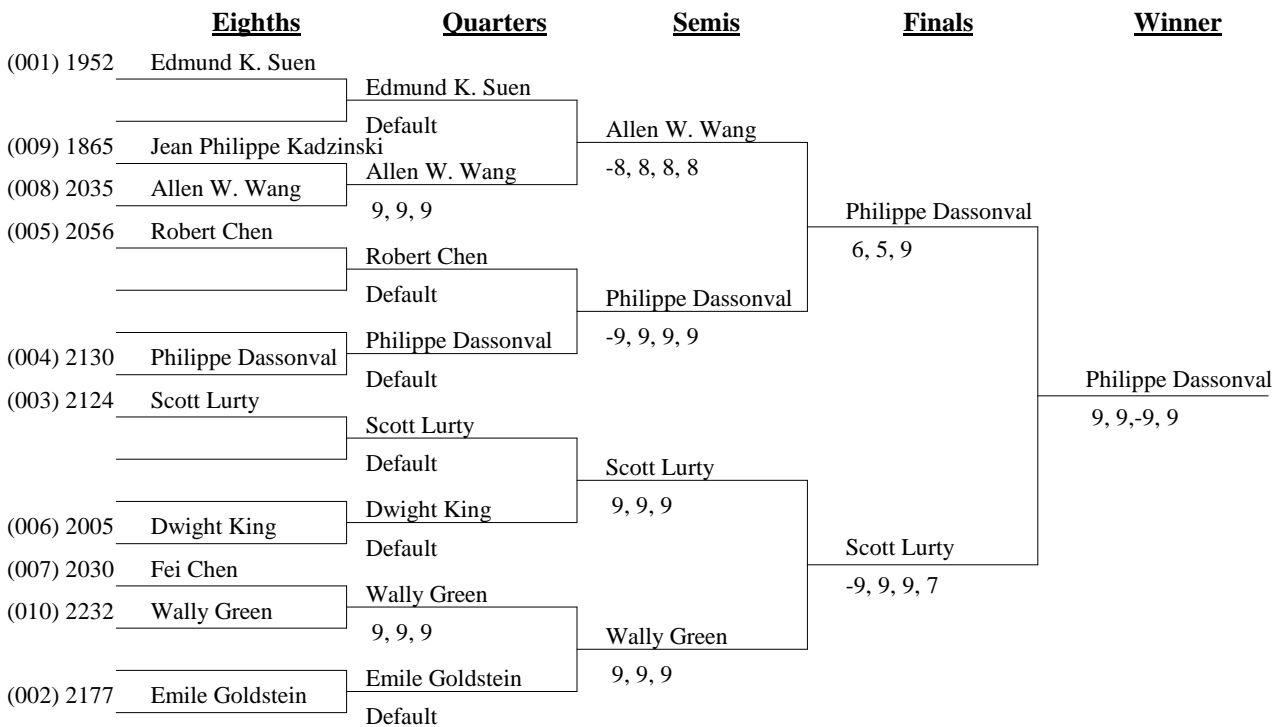 Eighths Quarters Semis Finals Winner
(001) 1952 Edmund K. Suen
Edmund K. Suen
Default
Allen W. Wang
(009) 1865 Jean Philippe Kadzinski
-8, 8, 8, 8
Allen W. Wang
(008) 2035 Allen W. Wang
9, 9, 9
Philippe Dassonval
(005) 2056 Robert Chen
6, 5, 9
Robert Chen
Default
Philippe Dassonval
-9, 9, 9, 9
Philippe Dassonval
(004) 2130 Philippe Dassonval
Default
Philippe Dassonval
(003) 2124 Scott Lurty
9, 9,-9, 9
Scott Lurty
Default
Scott Lurty
9, 9, 9
Dwight King
(006) 2005 Dwight King
Default
Scott Lurty
(007) 2030 Fei Chen
-9, 9, 9, 7
Wally Green
(010) 2232 Wally Green
9, 9, 9
Wally Green
9, 9, 9
Emile Goldstein
(002) 2177 Emile Goldstein
Default